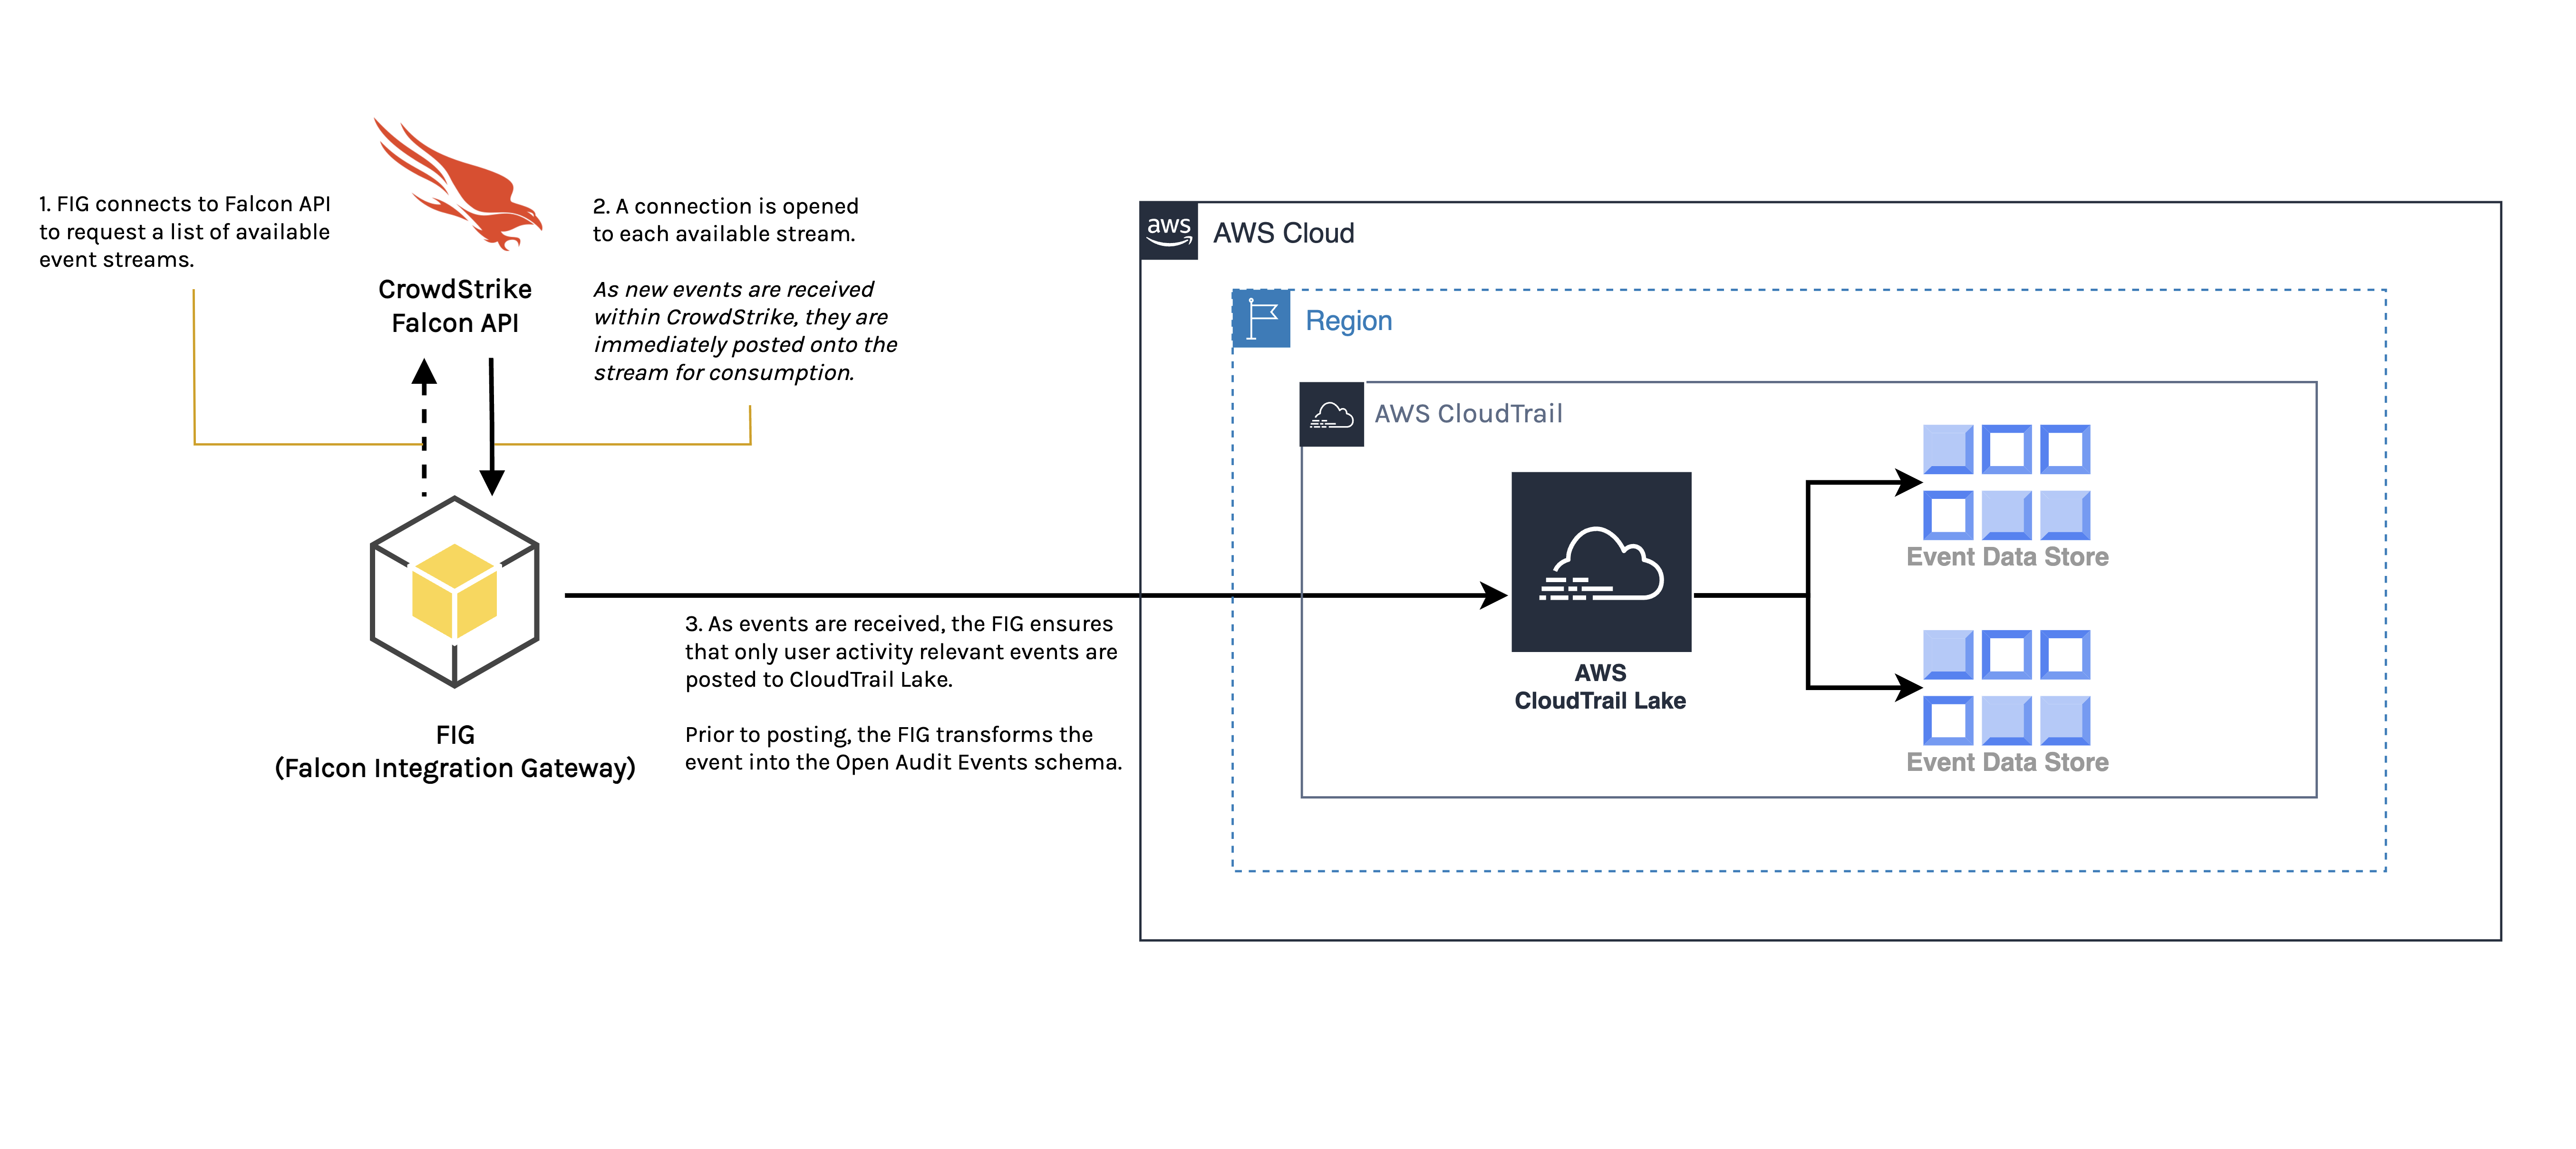 1. FIG connects to Falcon API
to request a list of available
event streams.
CrowdStrike
Falcon API
2. A connection is opened
to each available stream.
As new events are received
within CrowdStrike, they are
immediately posted onto the
stream for consumption.
FIG
(Falcon Integration Gateway)
3. As events are received, the FIG ensures
that only user activity relevant events are
posted to CloudTrail Lake.
Prior to posting, the FIG transforms the
event into the Open Audit Events schema.
aws
AWS Cloud
Region
AWS CloudTrail
AWS
CloudTrail Lake
Event Data Store
Event Data Store